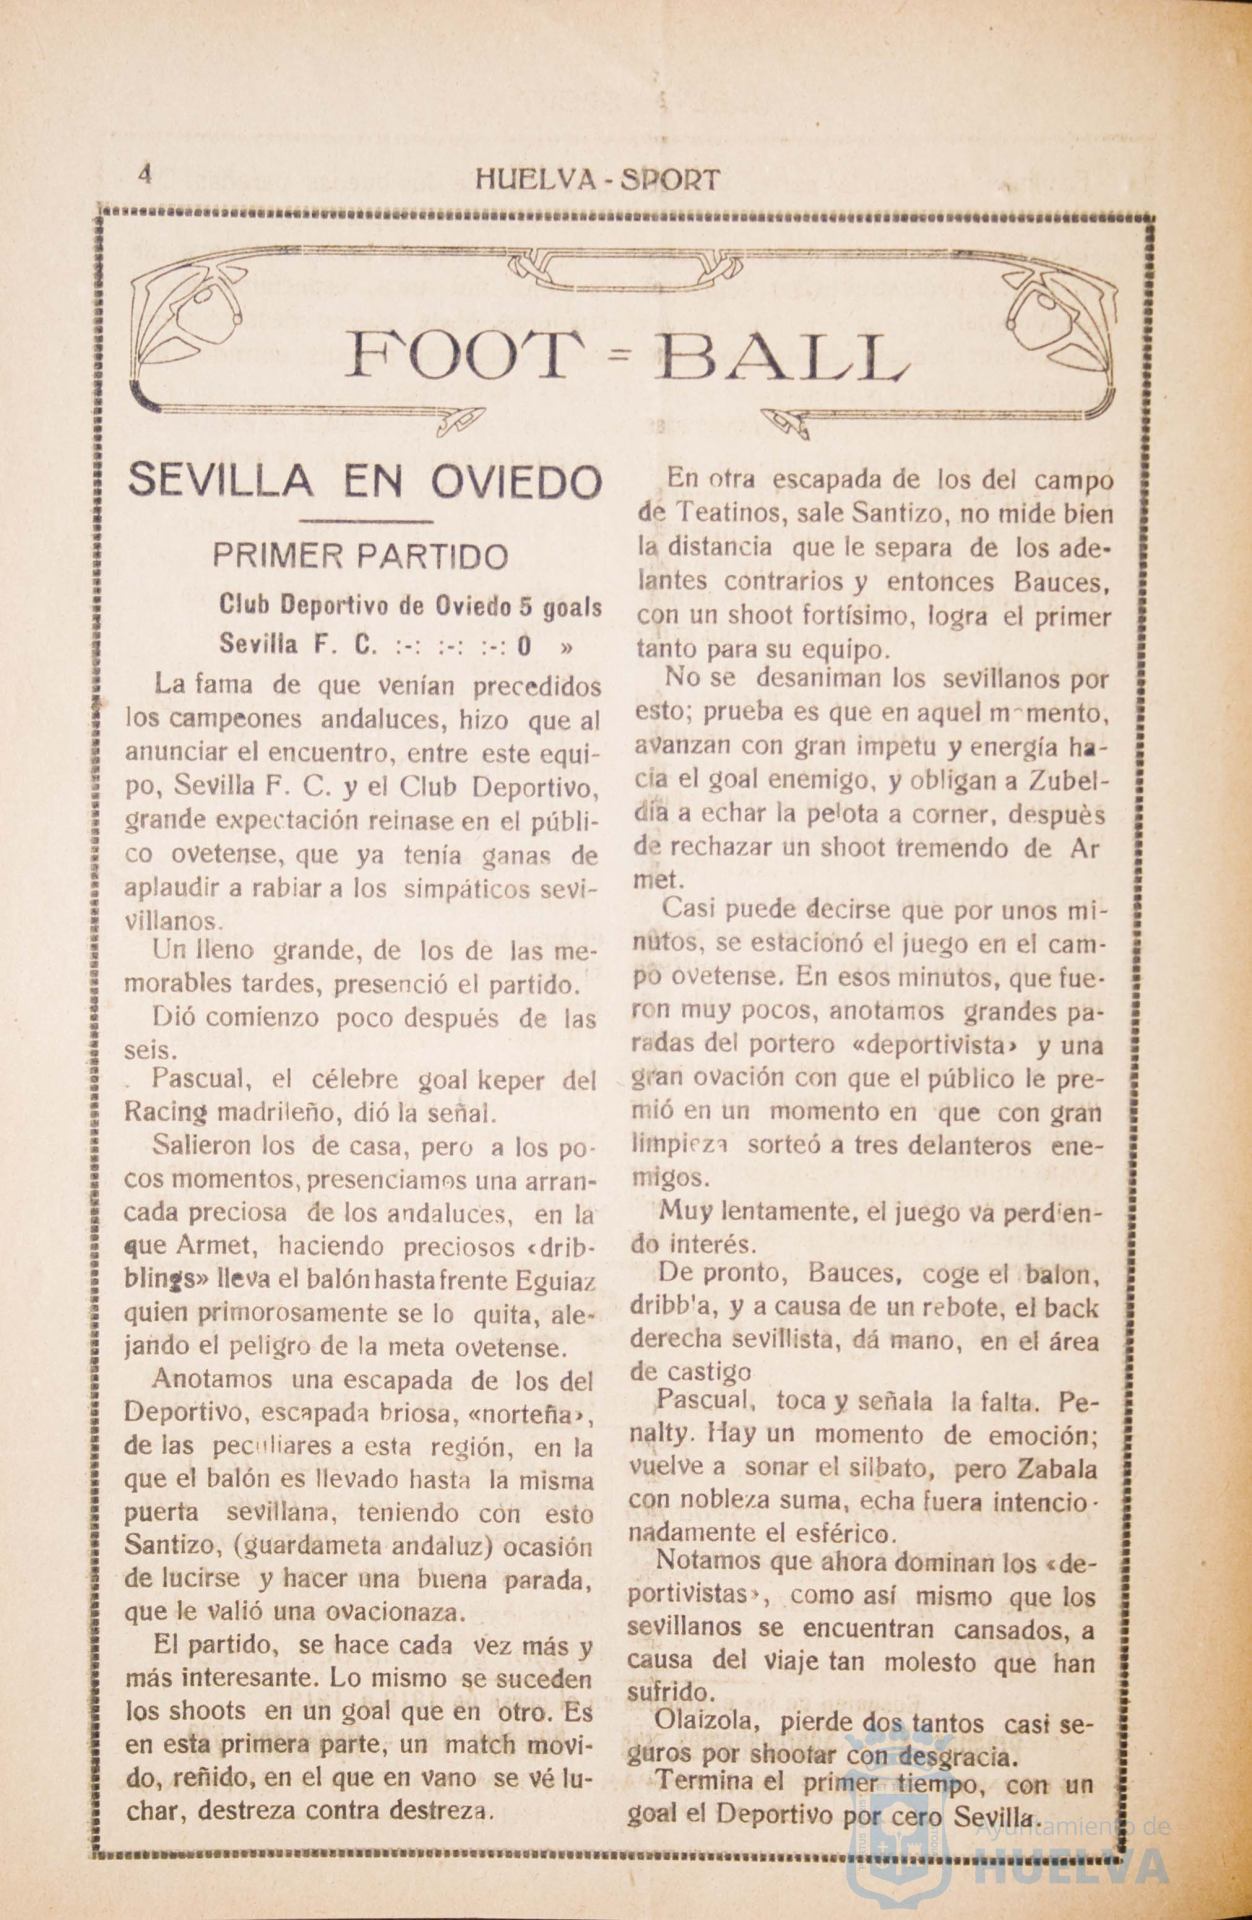 4
HUELVA - SPORT
FOOT = BALL
SEVILLA EN OVIEDO
PRIMER PARTIDO
Club Deportivo de Oviedo 5 goals
Sevilla F. C. :-: :-: :-: 0 »
La fama de que venían precedidos
los campeones andaluces, hizo que al
anunciar el encuentro, entre este equi-
po, Sevilla F. C. y el Club Deportivo,
grande expectación reinase en el públi-
co ovetense, que ya tenía ganas de
aplaudir a rabiar a los simpáticos sevi-
villanos.
Un lleno grande, de los de las me-
morables tardes, presenció el partido.
Dió comienzo poco después de las
seis.
Pascual, el célebre goal keper del
Racing madrileño, dió la señal.
Salieron los de casa, pero a los po-
cos momentos, presenciamos una arran-
cada preciosa de los andaluces, en la
que Armet, haciendo preciosos ‹drib-
blings» lleva el balón hasta frente Eguiaz
quien primorosamente se lo quita, ale-
jando el peligro de la meta ovetense.
Anotamos una escapada de los del
Deportivo, escapada briosa, «norteña›,
de las peculiares a esta región, en la
que el balón es llevado hasta la misma
puerta sevillana, teniendo con esto
Santizo, (guardameta andaluz) ocasión
de lucirse y hacer una buena parada,
que le valió una ovacionaza.
El partido, se hace cada vez más y
más interesante. Lo mismo se suceden
los shoots en un goal que en otro. Es
en esta primera parte, un match movi-
do, reñido, en el que en vano se vé lu-
char, destreza contra destreza.
En otra escapada de los del campo
de Teatinos, sale Santizo, no mide bien
la distancia que le separa de los ade-
lantes contrarios y entonces Bauces,
con un shoot fortísimo, logra el primer
tanto para su equipo.
No se desaniman los sevillanos por
esto; prueba es que en aquel momento,
avanzan con gran impetu y energía ha-
cia el goal enemigo, y obligan a Zubel-
día a echar la pelota a corner, despuès
de rechazar un shoot tremendo de Ar
met.
Casi puede decirse que por unos mi-
nutos, se estacionó el juego en el cam-
po ovetense. En esos minutos, que fue-
ron muy pocos, anotamos grandes pa-
radas del portero «deportivista› y una
gran ovación con que el público le pre-
mió en un momento en que con gran
limpieza sorteó a tres delanteros ene-
migos.
Muy lentamente, el juego va perdien-
do interés.
De pronto, Bauces, coge el balon,
dribb'a, y a causa de un rebote, el back
derecha sevillista, dá mano, en el área
de castigo
Pascual, toca y señala la falta. Pe-
nalty. Hay un momento de emoción;
vuelve a sonar el silbato, pero Zabala
con nobleza suma, echa fuera intencio-
nadamente el esférico.
Notamos que ahora dominan los «de-
portivistas›, como así mismo que los
sevillanos se encuentran cansados, a
causa del viaje tan molesto que han
sufrido.
Olaizola, pierde dos tantos casi se-
guros por shootar con desgracia.
Termina el primer tiempo, con un
goal el Deportivo por cero Sevilla.
Ayuntamiento de
HUELVA